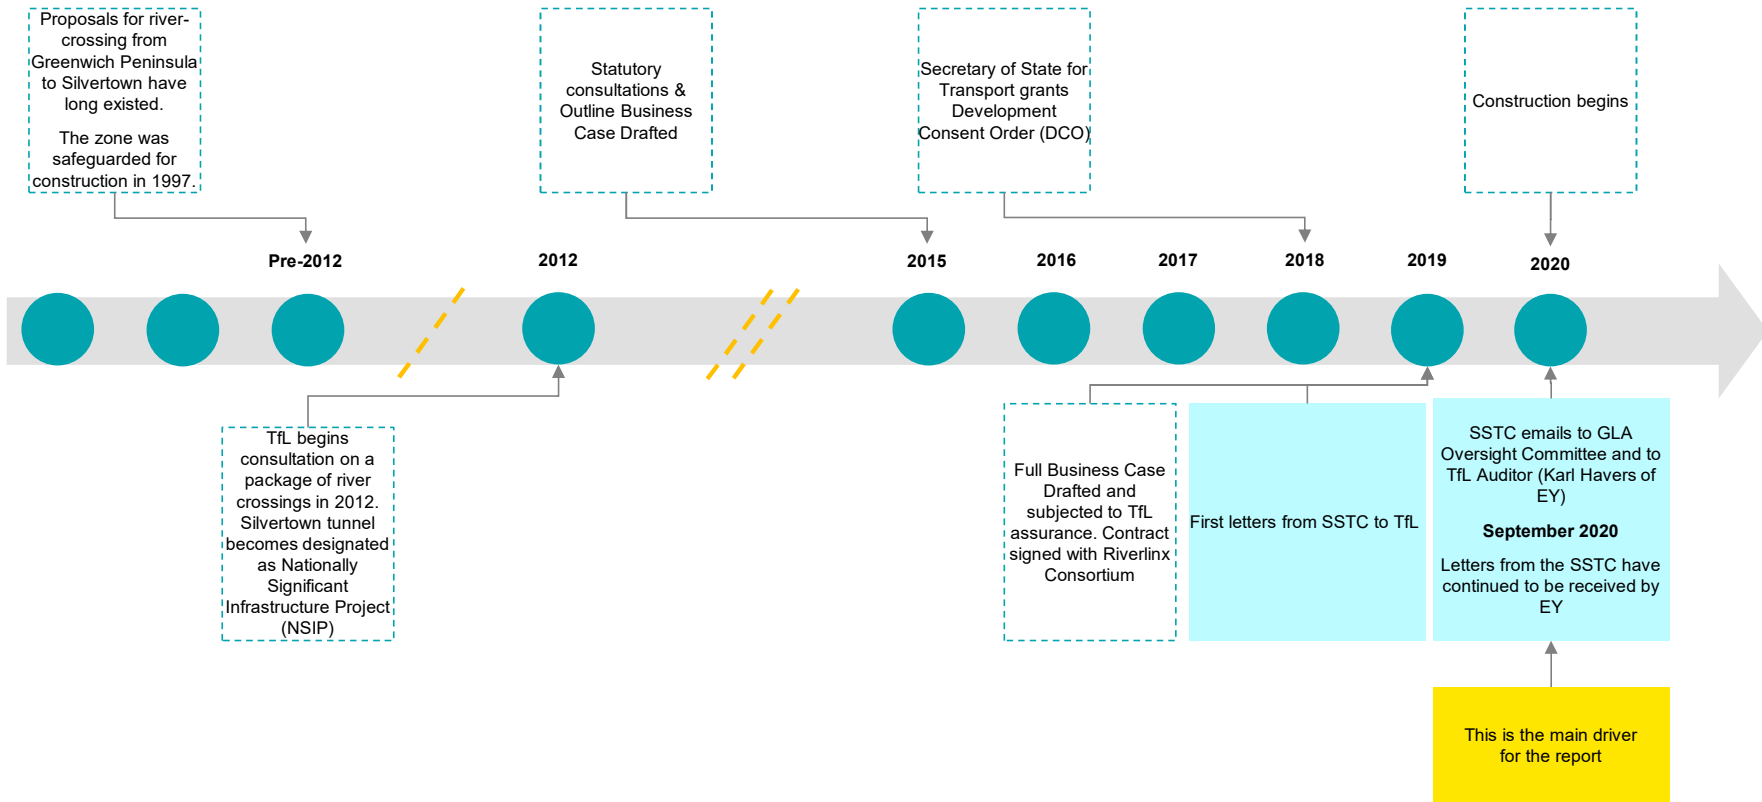 Proposals for river-
crossing from
Greenwich Peninsula
to Silvertown have
long existed.
The zone was
safeguarded for
construction in 1997.
Statutory
consultations &
Outline Business
Case Drafted
Secretary of State for
Transport grants
Development
Consent Order (DCO)
Construction begins
Pre-2012
2012
2015
2016
2017
2018
2019
2020
TfL begins
consultation on a
package of river
crossings in 2012.
Silvertown tunnel
becomes designated
as Nationally
Significant
Infrastructure Project
(NSIP)
Full Business Case
Drafted and
subjected to TfL
assurance. Contract
signed with Riverlinx
Consortium
First letters from SSTC to TfL
SSTC emails to GLA
Oversight Committee and to
TfL Auditor (Karl Havers of
EY)
September 2020
Letters from the SSTC have
continued to be received by
EY
This is the main driver
for the report